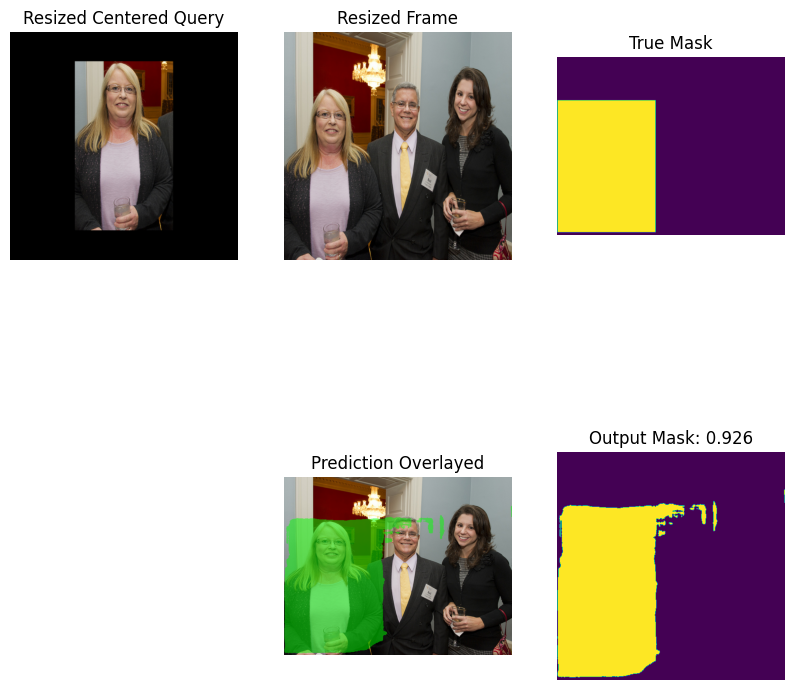 Resized Centered Query
Resized Frame
True Mask
Prediction Overlayed
Output Mask: 0.926